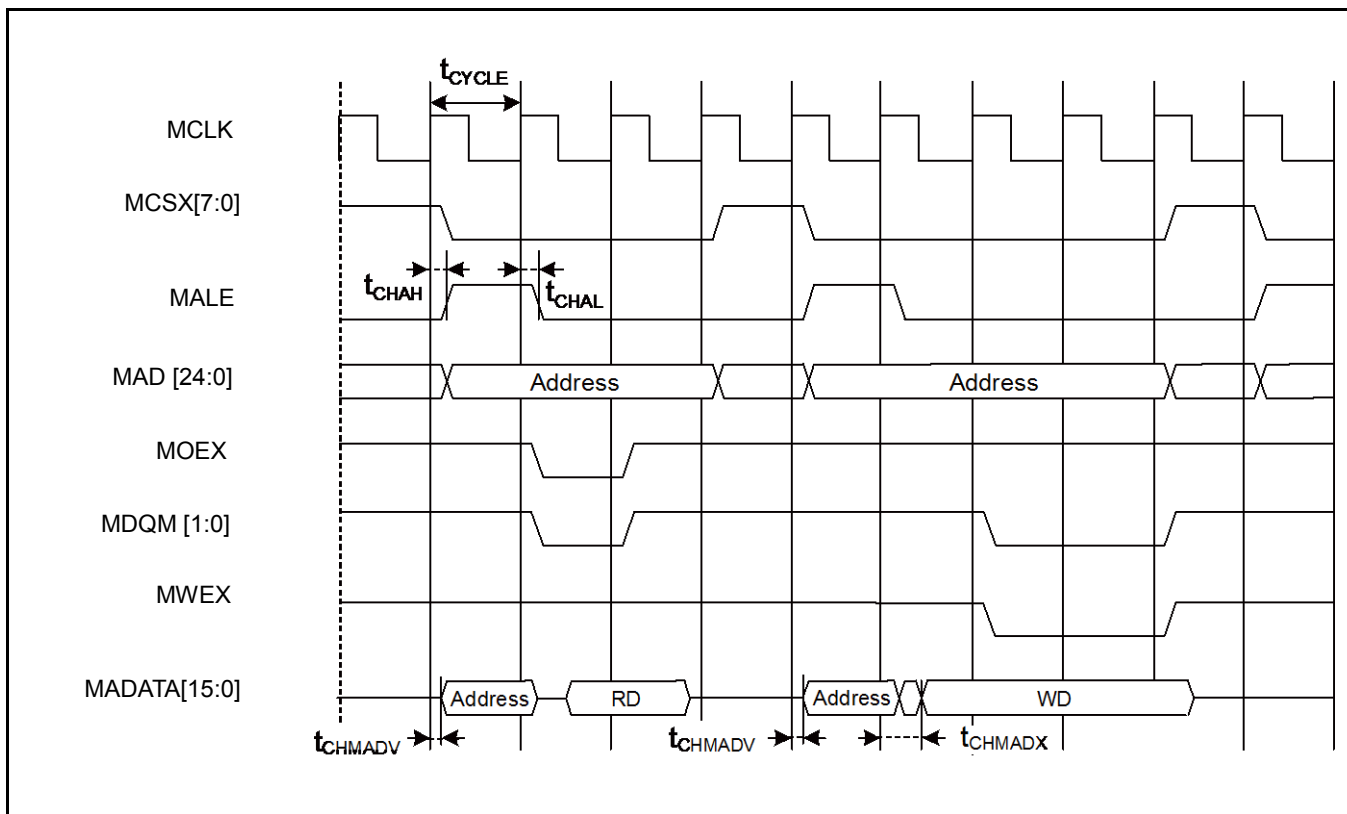 tCYCLE
MCLK
MCSX[7:0]
tCHAH
MALE
tCHAL
MAD [24:0]
Address
Address
MOEX
MDQM [1:0]
MWEX
MADATA[15:0]
Address
RD
Address
WD
tCHMADV
tCHMADV
tCHMADX